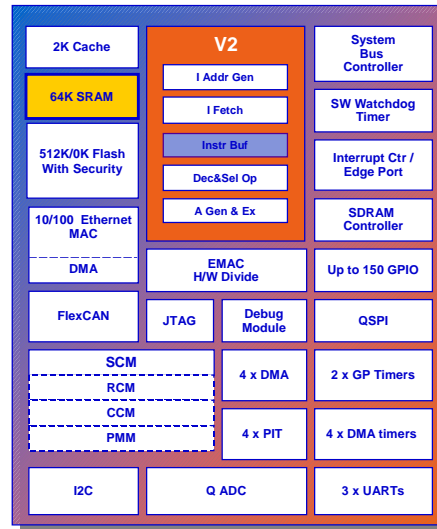 2K Cache
64K SRAM
512K/0K Flash
With Security
10/100 Ethernet
MAC
DMA
FlexCAN
V2
I Addr Gen
I Fetch
Instr Buf
Dec&Sel Op
A Gen & Ex
EMAC
H/W Divide
JTAG
Debug
Module
System
Bus
Controller
SW Watchdog
Timer
Interrupt Ctr /
Edge Port
SDRAM
Controller
Up to 150 GPIO
QSPI
SCM
RCM
CCM
PMM
4 x DMA
4 x PIT
2 x GP Timers
4 x DMA timers
I2C
Q ADC
3 x UARTs